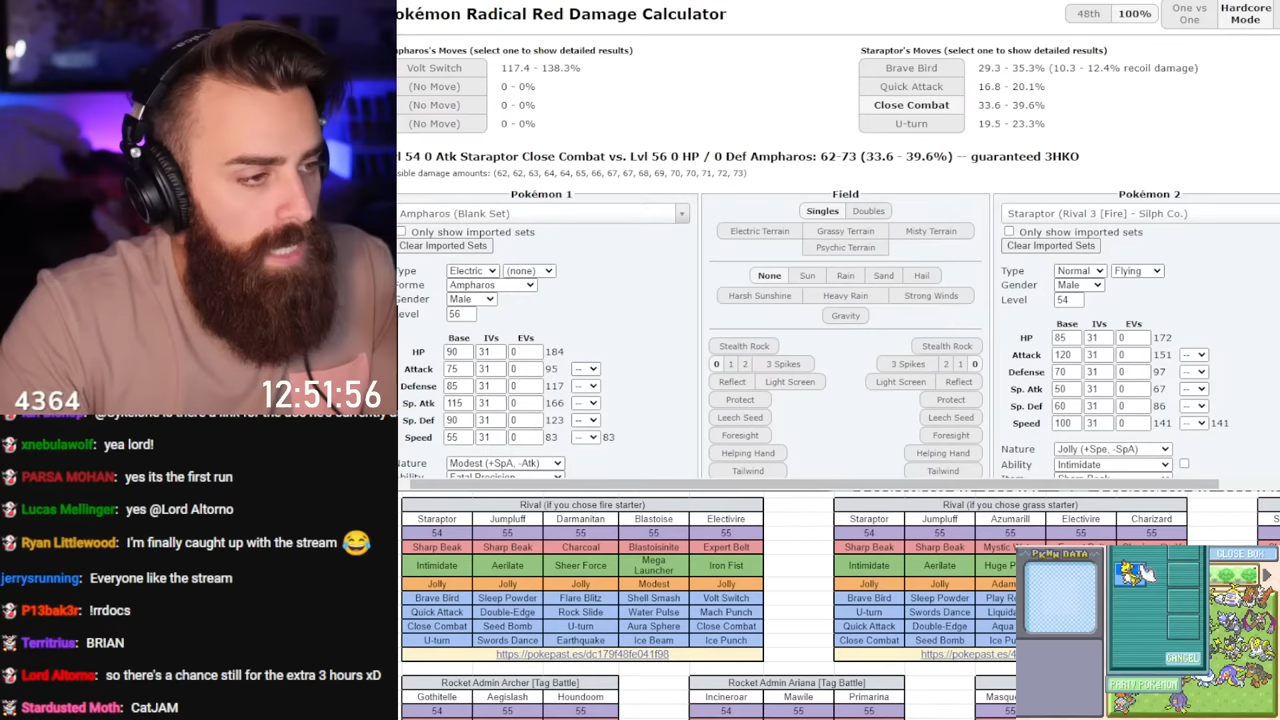 okémon Radical Red Damage Calculator
48th 100% One vs One Hardcore Mode
mpharos's Moves (select one to show detailed results)
Volt Switch 117.4 - 138.3%
(No Move) 0 - 0%
(No Move) 0 - 0%
(No Move) 0 - 0%
Staraptor's Moves (select one to show detailed results)
Brave Bird 29.3 - 35.3% (10.3 - 12.4% recoil damage)
Quick Attack 16.8 - 20.1%
Close Combat 33.6 - 39.6%
U-turn 19.5 - 23.3%
l 54 0 Atk Staraptor Close Combat vs. Lvl 56 0 HP / 0 Def Ampharos: 62-73 (33.6 - 39.6%) -- guaranteed 3HKO
ssible damage amounts: (62, 62, 63, 64, 64, 65, 66, 67, 67, 68, 69, 70, 70, 71, 72, 73)
Pokémon 1
Ampharos (Blank Set)
Only show imported sets
Clear Imported Sets
Type Electric (none)
Forme Ampharos
Gender Male
evel 56
Base IVs EVs
HP 90 31 0 184
Attack 75 31 0 95 --
Defense 85 31 0 117 --
Sp. Atk 115 31 0 166 --
Sp. Def 90 31 0 123 --
Speed 55 31 0 83 -- 83
Nature Modest (+SpA, -Atk)
Field
Singles Doubles
Electric Terrain Grassy Terrain Misty Terrain
Psychic Terrain
None Sun Rain Sand Hail
Harsh Sunshine Heavy Rain Strong Winds
Gravity
Stealth Rock Stealth Rock
0 1 2 3 Spikes 3 Spikes 2 1 0
Reflect Light Screen Light Screen Reflect
Protect Protect
Leech Seed Leech Seed
Foresight Foresight
Helping Hand Helping Hand
Tailwind Tailwind
Pokémon 2
Staraptor (Rival 3 [Fire] - Silph Co.)
Only show imported sets
Clear Imported Sets
Type Normal Flying
Gender Male
Level 54
Base IVs EVs
HP 85 31 0 172
Attack 120 31 0 151 --
Defense 70 31 0 97 --
Sp. Atk 50 31 0 67 --
Sp. Def 60 31 0 86 --
Speed 100 31 0 141 -- 141
Nature Jolly (+Spe, -SpA)
Ability Intimidate
4364
12:51:56
xnebulawolf: yea lord!
PARSA MOHAN: yes its the first run
Lucas Mellinger: yes @Lord Altorno
Ryan Littlewood: I'm finally caught up with the stream 😂
jerrysrunning: Everyone like the stream
P13bak3r: !rrdocs
Territrius: BRIAN
Lord Altorno: so there's a chance still for the extra 3 hours xD
Stardusted Moth: CatJAM
Rival (if you chose fire starter)
Staraptor Jumpluff Darmanitan Blastoise Electivire
54 55 55 55 55
Sharp Beak Sharp Beak Charcoal Blastoisinite Expert Belt
Intimidate Aerilate Sheer Force Mega Launcher Iron Fist
Jolly Jolly Jolly Modest Jolly
Brave Bird Sleep Powder Flare Blitz Shell Smash Volt Switch
Quick Attack Double-Edge Rock Slide Water Pulse Mach Punch
Close Combat Seed Bomb U-turn Aura Sphere Close Combat
U-turn Swords Dance Earthquake Ice Beam Ice Punch
https://pokepast.es/dc179f48fe041f98
Rival (if you chose grass starter)
Staraptor Jumpluff Azumarill Electivire Charizard
54 55 55 55 55
Sharp Beak Sharp Beak Mystic
Intimidate Aerilate Huge P
Jolly Jolly Adam
Brave Bird Sleep Powder Play Ro
U-turn Swords Dance Liquida
Quick Attack Double-Edge Aqua
Close Combat Seed Bomb Ice Pu
https://pokepast.es/4
Rocket Admin Archer [Tag Battle]
Gothitelle Aegislash Houndoom
54 55 55
Rocket Admin Ariana [Tag Battle]
Incineroar Mawile Primarina
54 55 55
Masque
PKMN DATA
CLOSE BOX
CANCEL
PARTY POKéMON